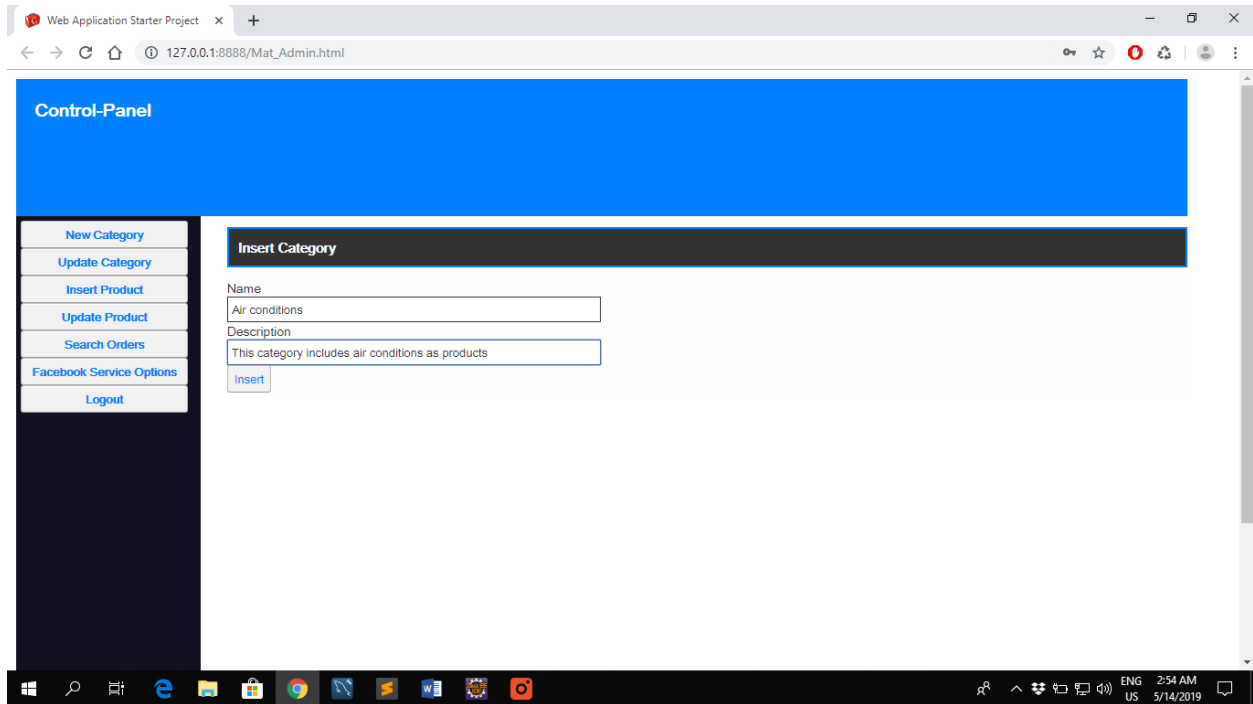 Web Application Starter Project
127.0.0.1:8888/Mat_Admin.html
Control-Panel
New Category
Update Category
Insert Product
Update Product
Search Orders
Facebook Service Options
Logout
Insert Category
Name
Air conditions
Description
This category includes air conditions as products
Insert
ENG 2:54 AM
US 5/14/2019